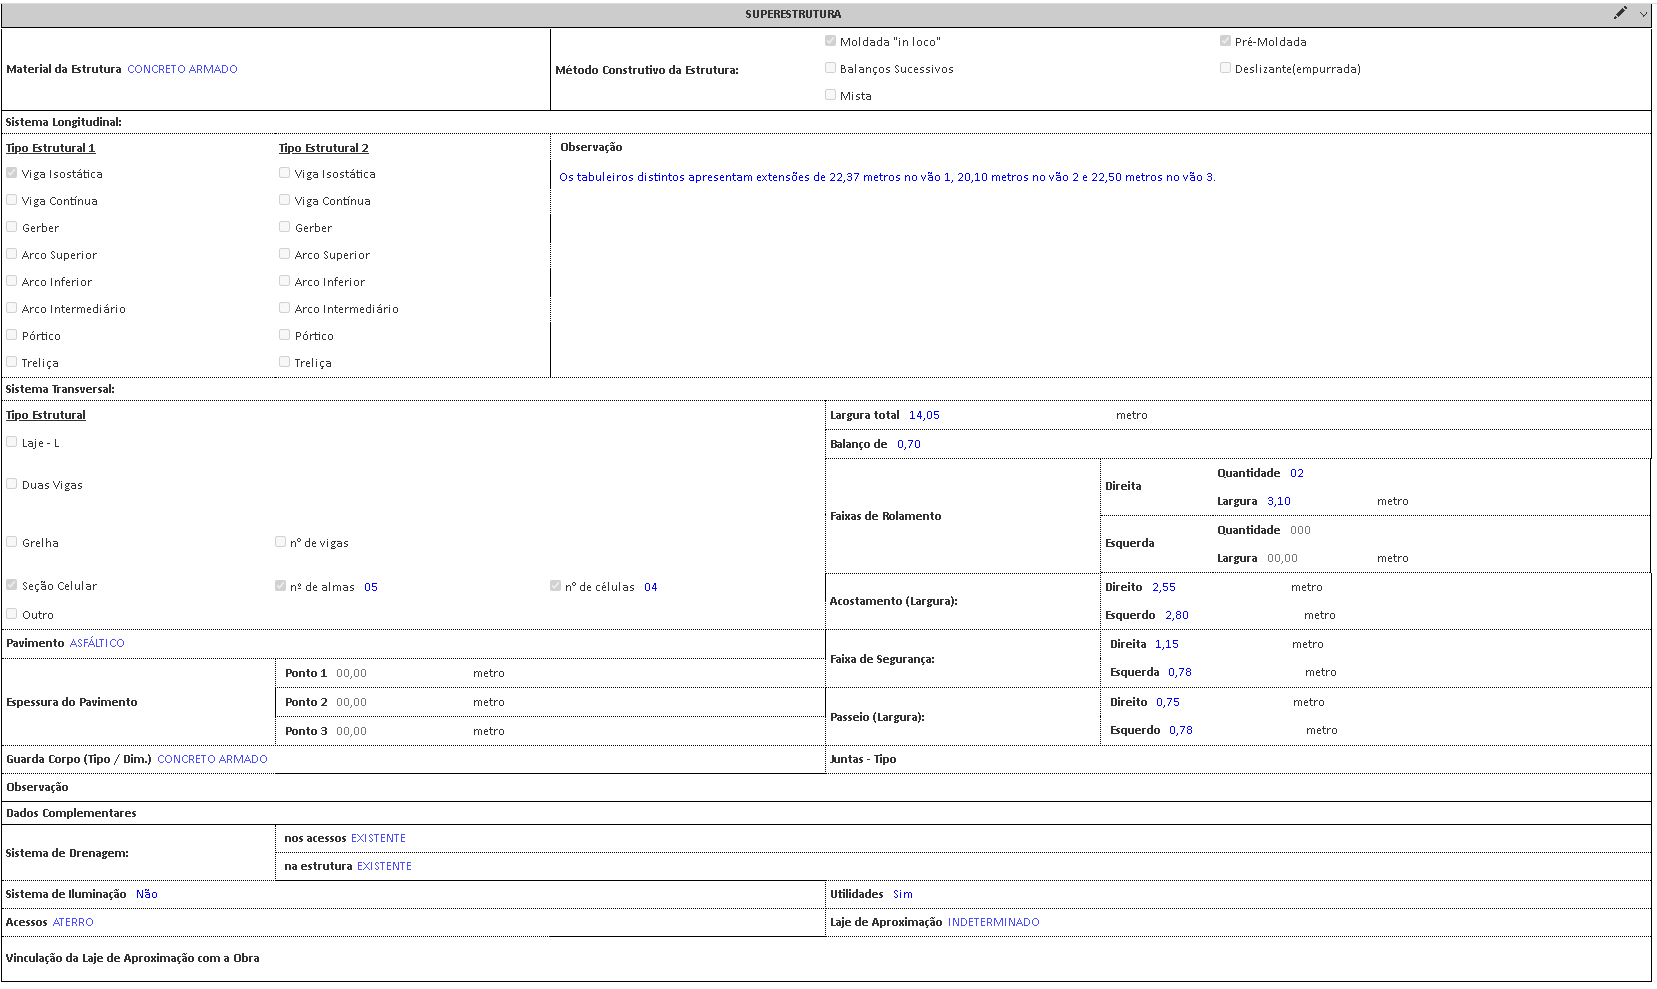 SUPERESTRUTURA
Material da Estrutura CONCRETO ARMADO
Método Construtivo da Estrutura:
Moldada "in loco" Pré-Moldada
Balanços Sucessivos Deslizante(empurrada)
Mista
Sistema Longitudinal:
Tipo Estrutural 1 Tipo Estrutural 2 Observação
Viga Isostática Viga Isostática Os tabuleiros distintos apresentam extensões de 22,37 metros no vão 1, 20,10 metros no vão 2 e 22,50 metros no vão 3.
Viga Contínua Viga Contínua
Gerber Gerber
Arco Superior Arco Superior
Arco Inferior Arco Inferior
Arco Intermediário Arco Intermediário
Pórtico Pórtico
Treliça Treliça
Sistema Transversal:
Tipo Estrutural
Laje - L
Duas Vigas
Grelha nº de vigas
Seção Celular nº de almas 05 nº de células 04
Outro
Largura total 14,05 metro
Balanço de 0,70
Faixas de Rolamento
Direita
Quantidade 02
Largura 3,10 metro
Esquerda
Quantidade 000
Largura 00,00 metro
Acostamento (Largura):
Direito 2,55 metro
Esquerdo 2,80 metro
Pavimento ASFÁLTICO
Faixa de Segurança:
Direita 1,15 metro
Esquerda 0,78 metro
Espessura do Pavimento
Ponto 1 00,00 metro
Ponto 2 00,00 metro
Ponto 3 00,00 metro
Passeio (Largura):
Direito 0,75 metro
Esquerdo 0,78 metro
Guarda Corpo (Tipo / Dim.) CONCRETO ARMADO Juntas - Tipo
Observação
Dados Complementares
Sistema de Drenagem:
nos acessos EXISTENTE
na estrutura EXISTENTE
Sistema de Iluminação Não Utilidades Sim
Acessos ATERRO Laje de Aproximação INDETERMINADO
Vinculação da Laje de Aproximação com a Obra